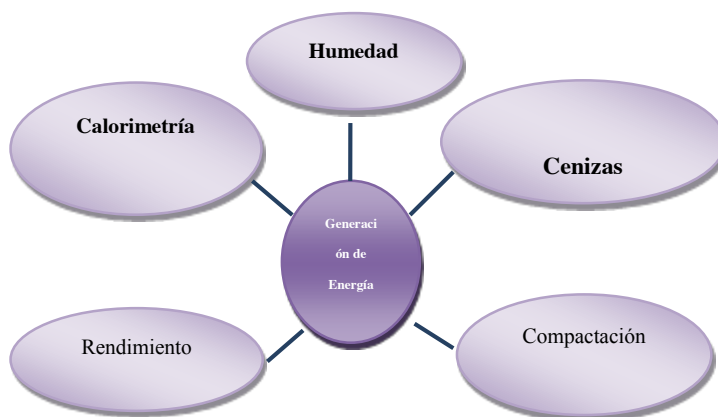 Humedad
Calorimetría
Cenizas
Generaci
ón de
Energía
Rendimiento
Compactación